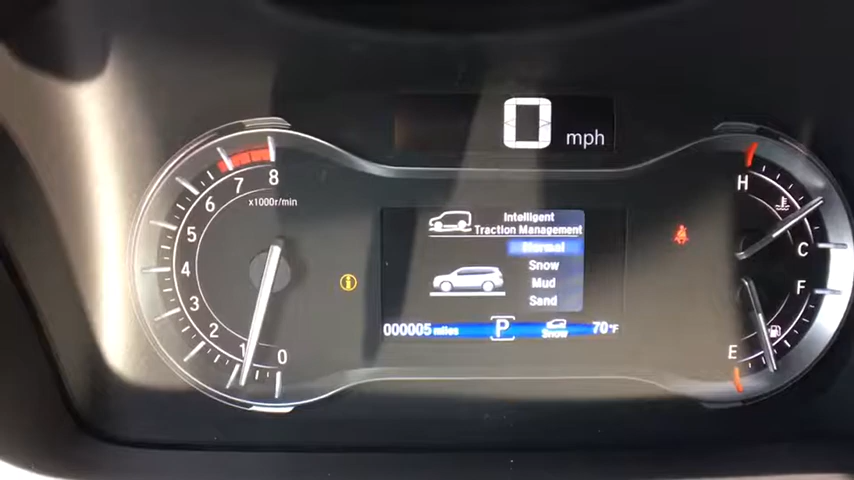 0 mph
8
7
6
5
4
3
2
1
0
x1000r/min
Intelligent
Traction Management
Normal
Snow
Mud
Sand
000005 miles
P
Snow
70°F
H
C
F
E